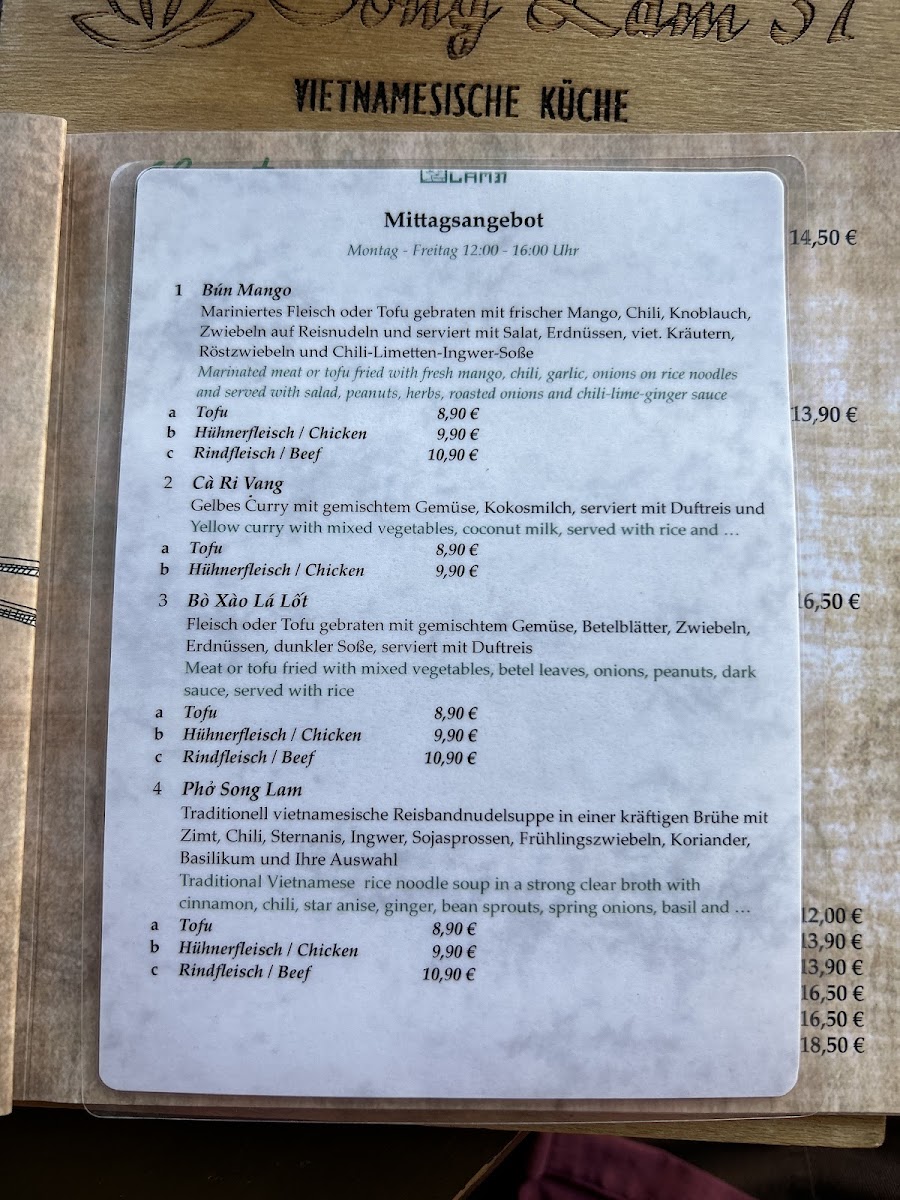 Song Lam 31
VIETNAMESISCHE KÜCHE
LAM31
Mittagsangebot
Montag - Freitag 12:00 - 16:00 Uhr
14,50 €
1 Bún Mango
Mariniertes Fleisch oder Tofu gebraten mit frischer Mango, Chili, Knoblauch,
Zwiebeln auf Reisnudeln und serviert mit Salat, Erdnüssen, viet. Kräutern,
Röstzwiebeln und Chili-Limetten-Ingwer-Soße
Marinated meat or tofu fried with fresh mango, chili, garlic, onions on rice noodles
and served with salad, peanuts, herbs, roasted onions and chili-lime-ginger sauce
a Tofu 8,90 €
13,90 €
b Hühnerfleisch / Chicken 9,90 €
c Rindfleisch / Beef 10,90 €
2 Cà Ri Vang
Gelbes Curry mit gemischtem Gemüse, Kokosmilch, serviert mit Duftreis und
Yellow curry with mixed vegetables, coconut milk, served with rice and …
a Tofu 8,90 €
b Hühnerfleisch / Chicken 9,90 €
3 Bò Xào Lá Lốt
16,50 €
Fleisch oder Tofu gebraten mit gemischtem Gemüse, Betelblätter, Zwiebeln,
Erdnüssen, dunkler Soße, serviert mit Duftreis
Meat or tofu fried with mixed vegetables, betel leaves, onions, peanuts, dark
sauce, served with rice
a Tofu 8,90 €
b Hühnerfleisch / Chicken 9,90 €
c Rindfleisch / Beef 10,90 €
4 Phở Song Lam
Traditionell vietnamesische Reisbandnudelsuppe in einer kräftigen Brühe mit
Zimt, Chili, Sternanis, Ingwer, Sojasprossen, Frühlingszwiebeln, Koriander,
Basilikum und Ihre Auswahl
Traditional Vietnamese rice noodle soup in a strong clear broth with
cinnamon, chili, star anise, ginger, bean sprouts, spring onions, basil and …
a Tofu 8,90 €
b Hühnerfleisch / Chicken 9,90 €
c Rindfleisch / Beef 10,90 €
12,00 €
13,90 €
13,90 €
16,50 €
16,50 €
18,50 €